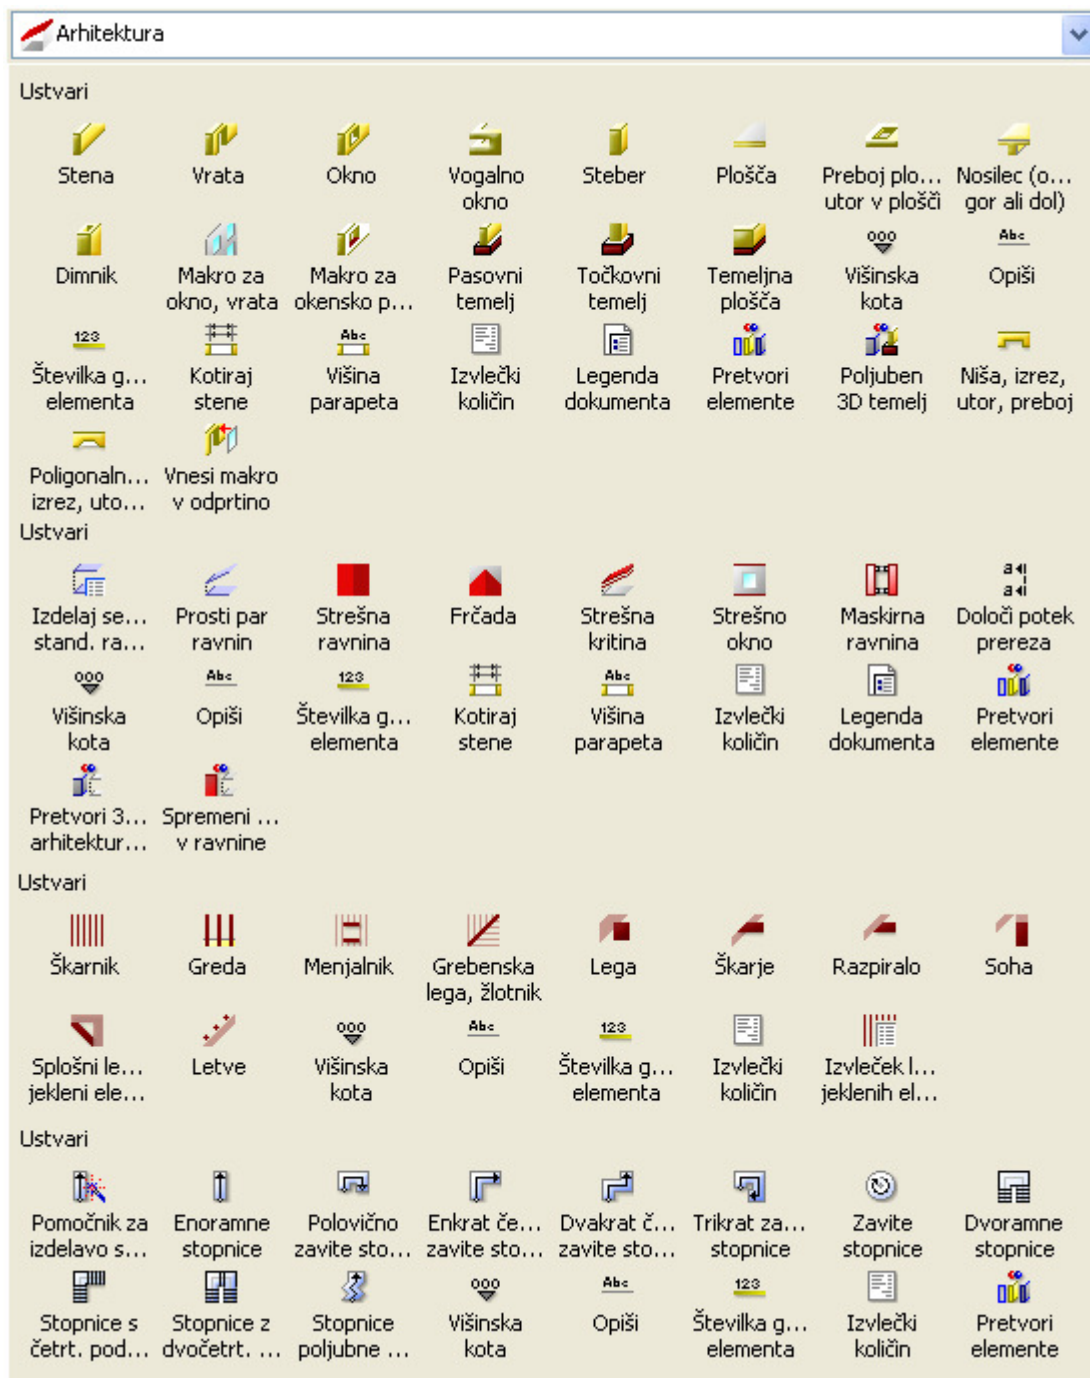 Arhitektura
Ustvari
Stena Vrata Okno Vogalno okno Steber Plošča Preboj plo... utor v plošči Nosilec (o... gor ali dol)
Dimnik Makro za okno, vrata Makro za okensko p... Pasovni temelj Točkovni temelj Temeljna plošča ooo Višinska kota Abc Opiši
123 Številka g... elementa Kotiraj stene Abc Višina parapeta Izvlečki količin Legenda dokumenta Pretvori elemente Poljuben 3D temelj Niša, izrez, utor, preboj
Poligonaln... izrez, uto... Vnesi makro v odprtino
Ustvari
Izdelaj se... stand. ra... Prosti par ravnin Strešna ravnina Frčada Strešna kritina Strešno okno Maskirna ravnina a a Določi potek prereza
ooo Višinska kota Abc Opiši 123 Številka g... elementa Kotiraj stene Abc Višina parapeta Izvlečki količin Legenda dokumenta Pretvori elemente
Pretvori 3... arhitektur... Spremeni ... v ravnine
Ustvari
Škarnik Greda Menjalnik Grebenska lega, žlotnik Lega Škarje Razpiralo Soha
Splošni le... jekleni ele... Letve ooo Višinska kota Abc Opiši 123 Številka g... elementa Izvlečki količin Izvleček l... jeklenih el...
Ustvari
Pomočnik za izdelavo s... Enoramne stopnice Polovično zavite sto... Enkrat če... zavite sto... Dvakrat č... zavite sto... Trikrat za... stopnice Zavite stopnice Dvoramne stopnice
Stopnice s četrt. pod... Stopnice z dvočetrt. ... Stopnice poljubne ... ooo Višinska kota Abc Opiši 123 Številka g... elementa Izvlečki količin Pretvori elemente